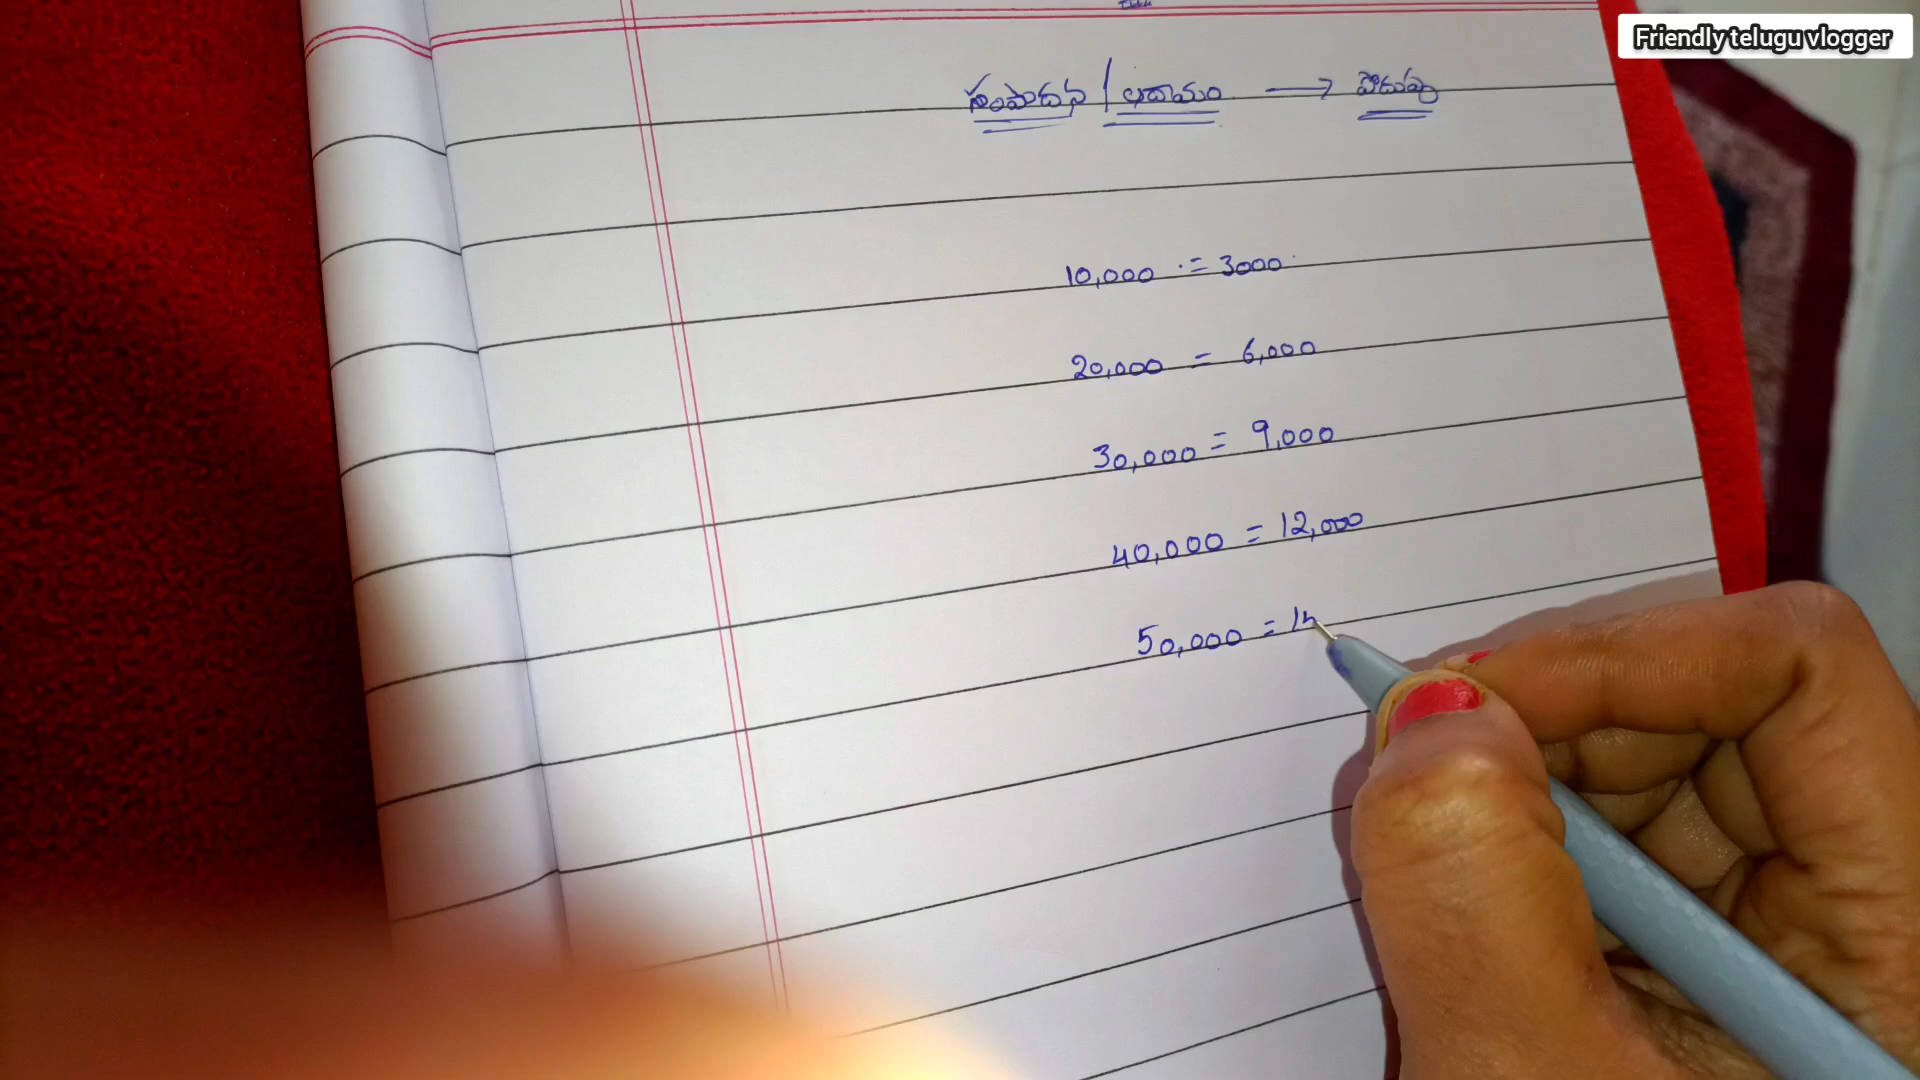 Friendly telugu vlogger
సంపాదన / ఆదాయం → పొదుపు
10,000 = 3000
20,000 = 6,000
30,000 = 9,000
40,000 = 12,000
50,000 = 15